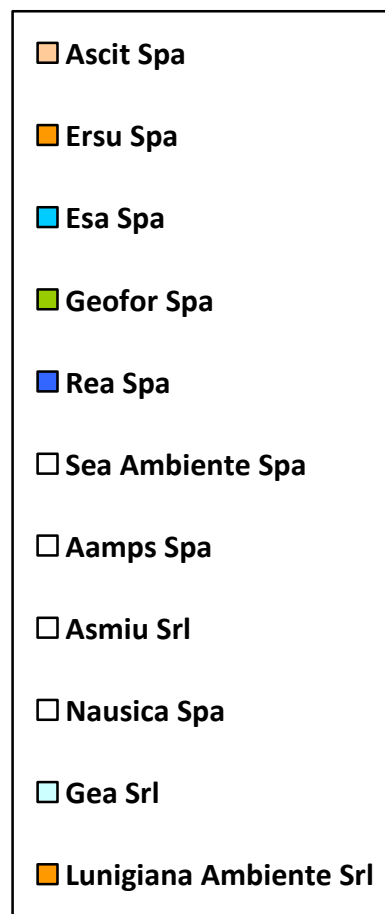 Ascit Spa
Ersu Spa
Esa Spa
Geofor Spa
Rea Spa
Sea Ambiente Spa
Aamps Spa
Asmiu Srl
Nausica Spa
Gea Srl
Lunigiana Ambiente Srl